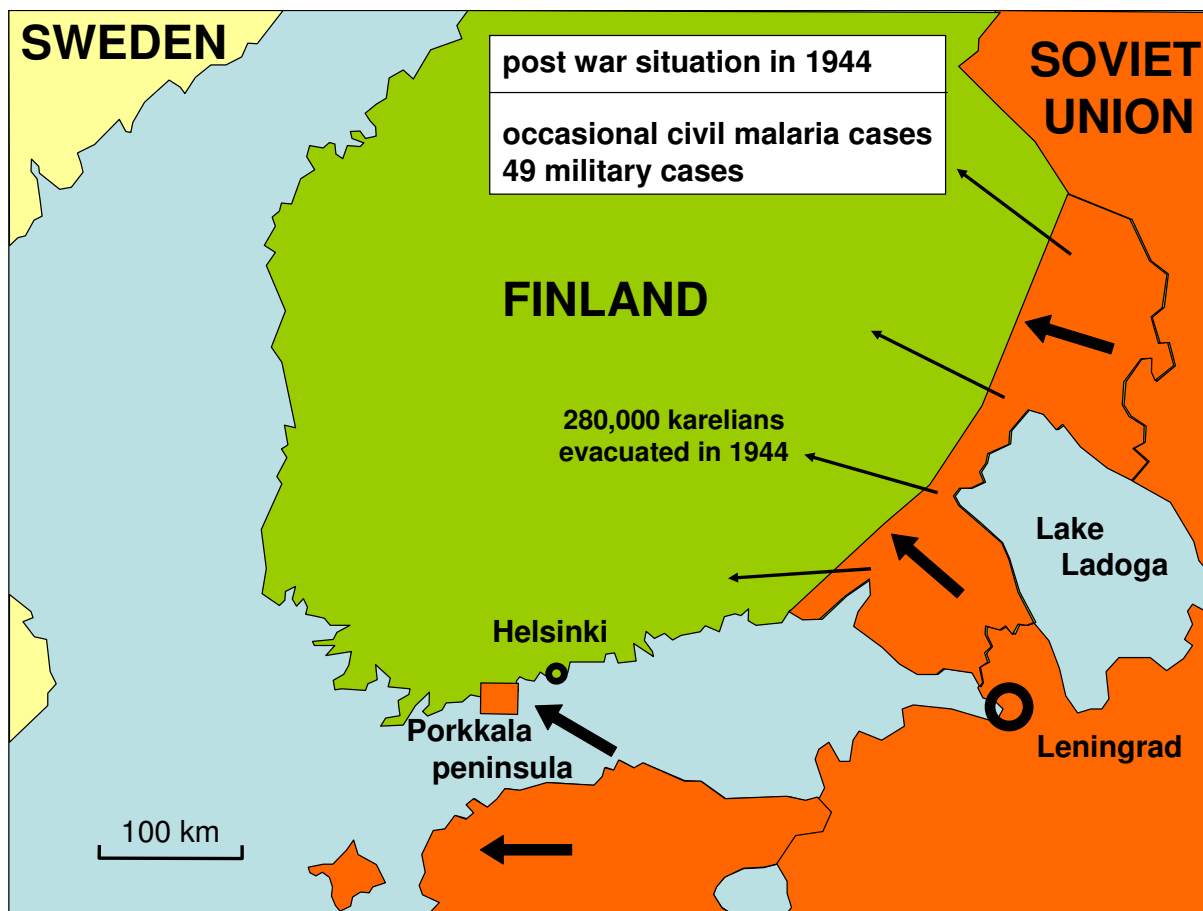 SWEDEN
post war situation in 1944
occasional civil malaria cases
49 military cases
SOVIET
UNION
FINLAND
280,000 karelians
evacuated in 1944
Lake
Ladoga
Helsinki
Porkkala
peninsula
Leningrad
100 km